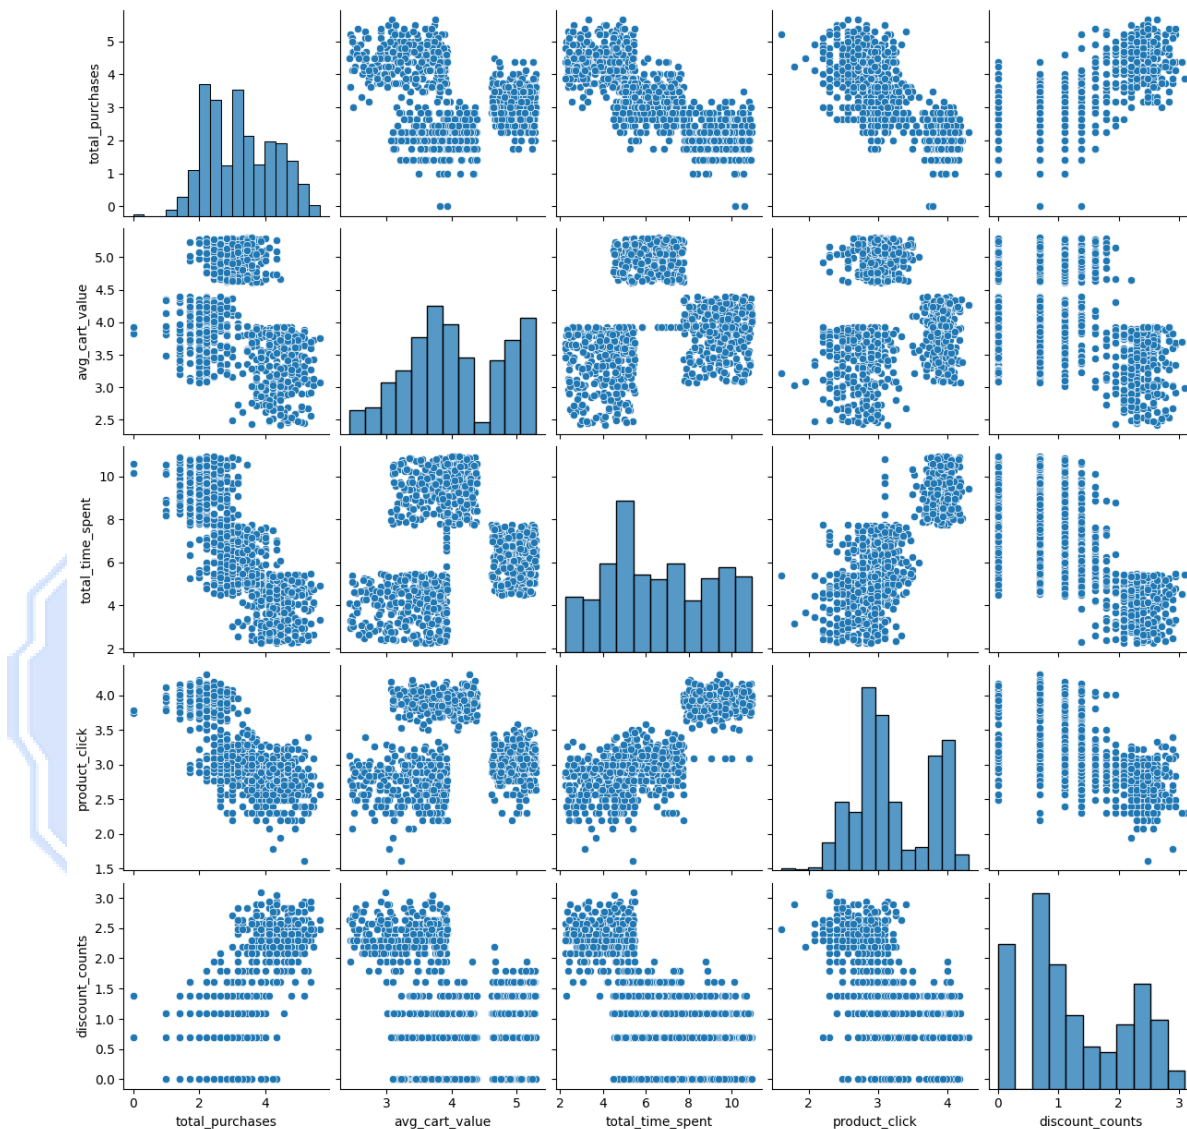 5
4
3
2
1
0
total_purchases
5.0
4.5
4.0
3.5
3.0
2.5
avg_cart_value
10
8
6
4
2
total_time_spent
4.0
3.5
3.0
2.5
2.0
1.5
product_click
3.0
2.5
2.0
1.5
1.0
0.5
0.0
discount_counts
0 2 4
3 4 5
2 4 6 8 10
2 3 4
0 1 2 3
total_purchases avg_cart_value total_time_spent product_click discount_counts